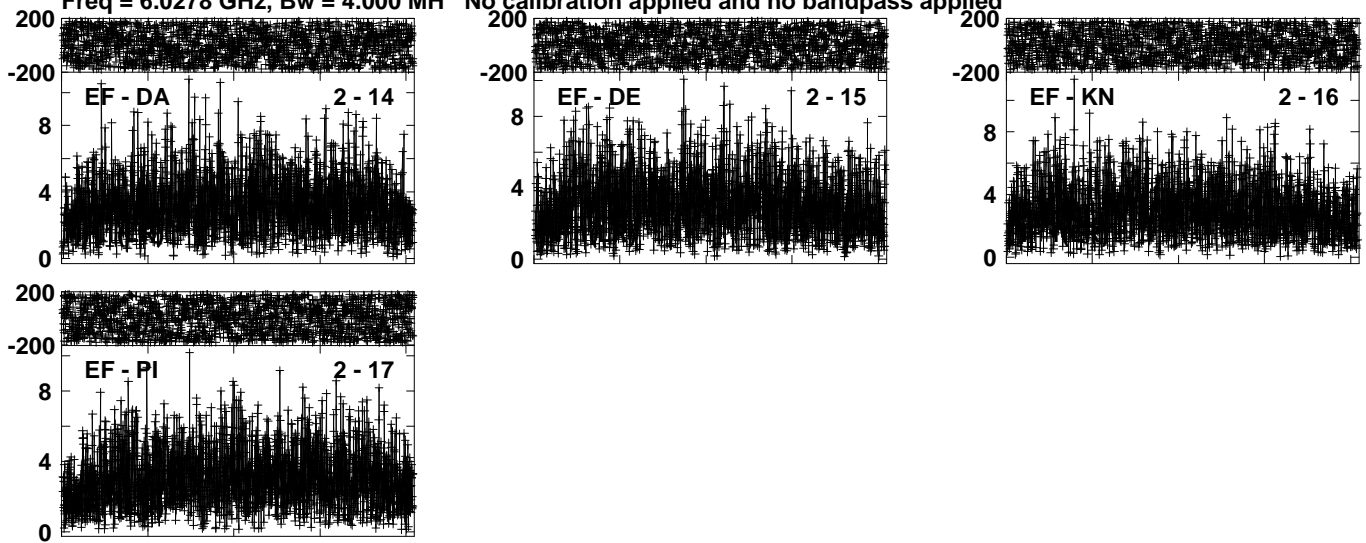 Freq = 6.0278 GHz, Bw = 4.000 MH No calibration applied and no bandpass applied
200 200 200
-200 -200 -200
EF - DA 2 - 14 EF - DE 2 - 15 EF - KN 2 - 16
8 8 8
4 4 4
0 0 0
200
-200
EF - PI 2 - 17
8
4
0